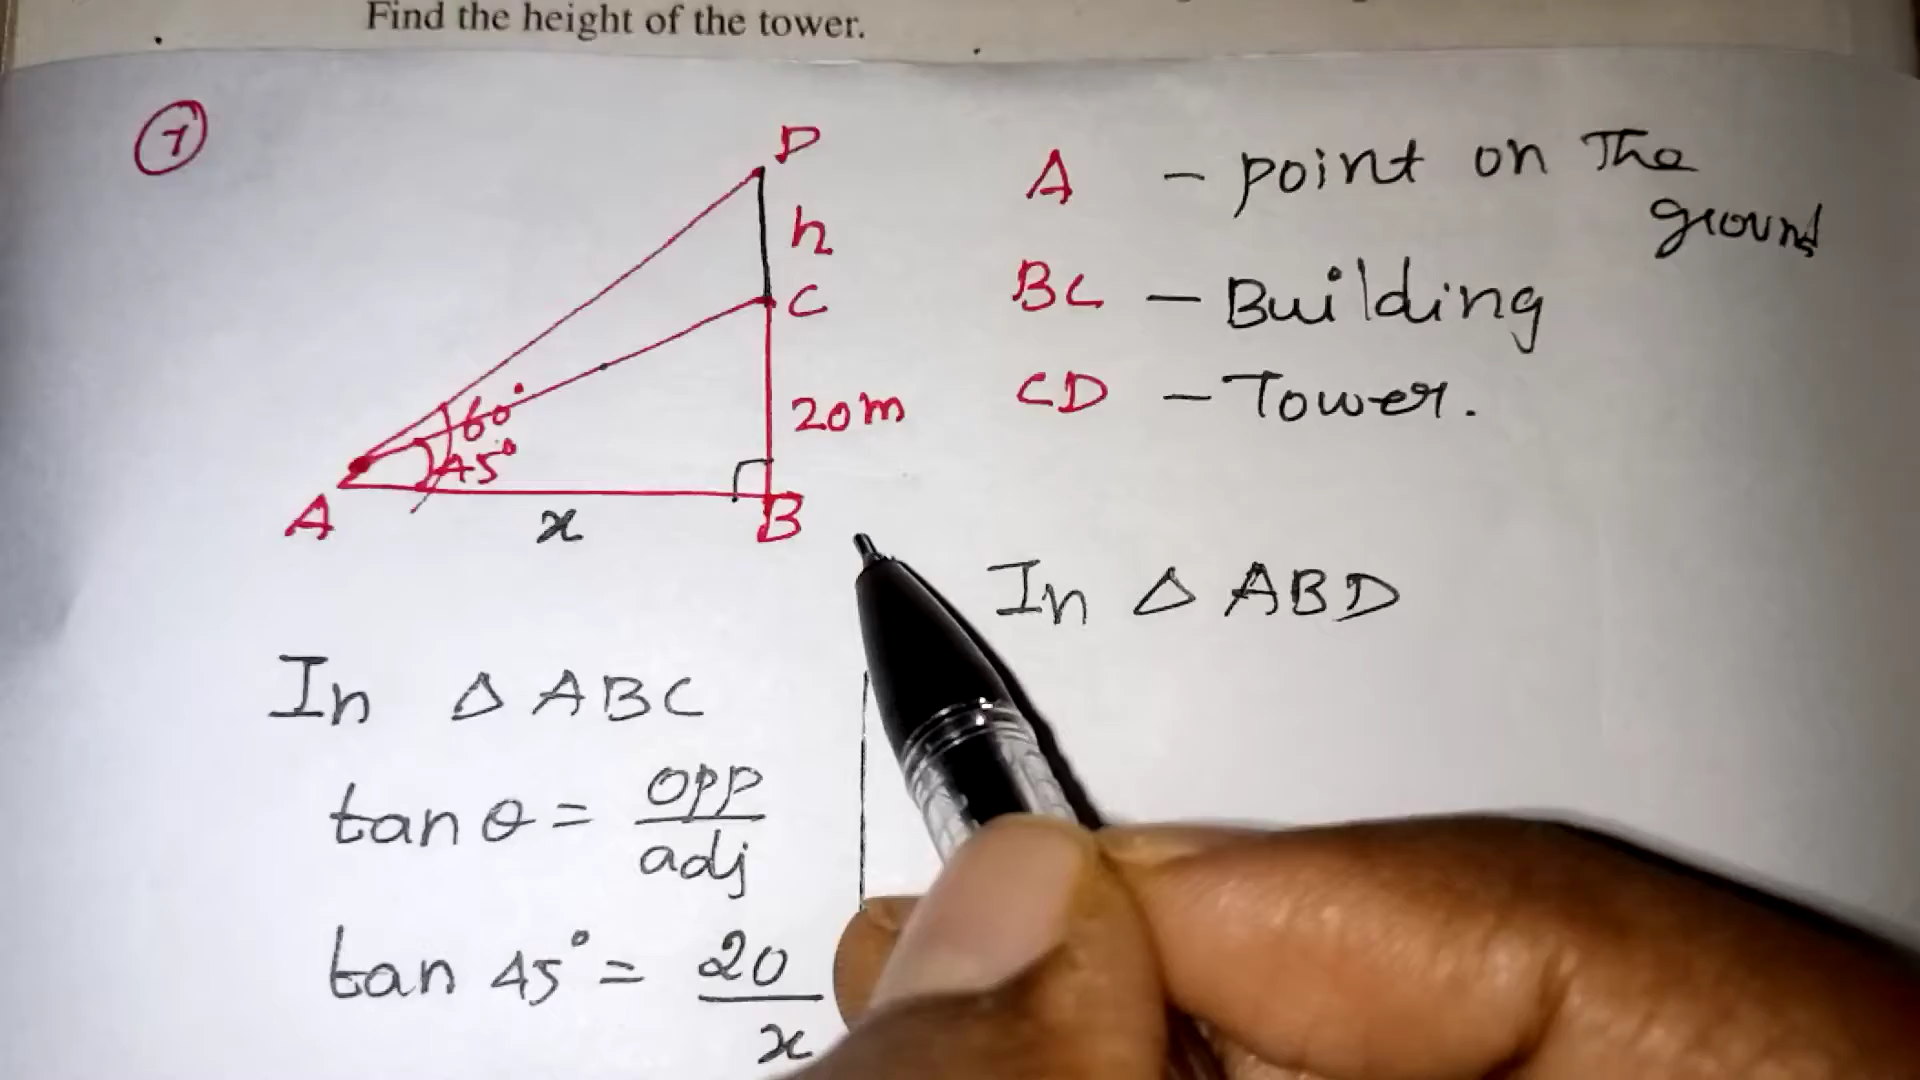 Find the height of the tower.
7
D
h
C
60°
20m
45°
A
x
B
A - point on The
ground
BC - Building
CD - Tower.
In △ ABD
In △ ABC
tan θ = opp
adj
tan 45° = 20
x